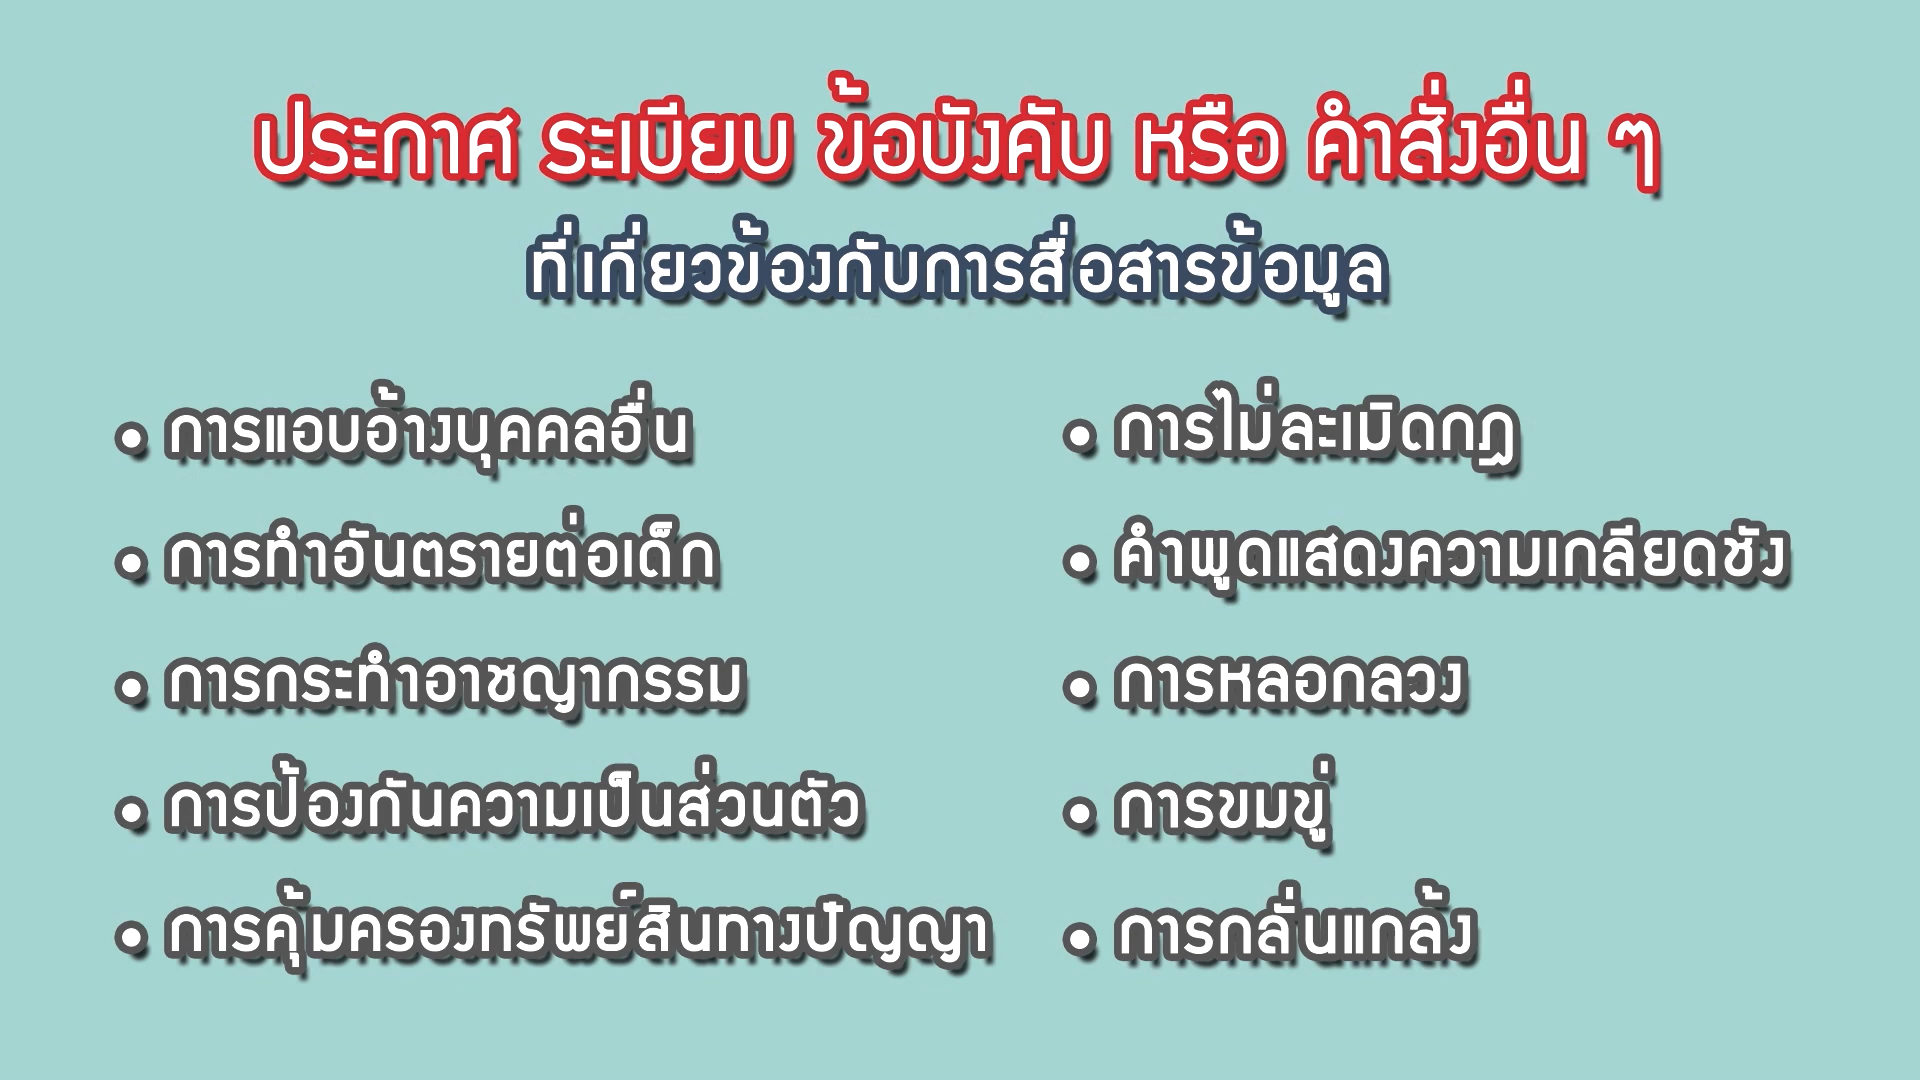 ประกาศ ระเบียบ ข้อบังคับ หรือ คำสั่งอื่น ๆ
ที่เกี่ยวข้องกับการสื่อสารข้อมูล
• การแอบอ้างบุคคลอื่น
• การทำอันตรายต่อเด็ก
• การกระทำอาชญากรรม
• การป้องกันความเป็นส่วนตัว
• การคุ้มครองทรัพย์สินทางปัญญา
• การไม่ละเมิดกฎ
• คำพูดแสดงความเกลียดชัง
• การหลอกลวง
• การขมขู่
• การกลั่นแกล้ง